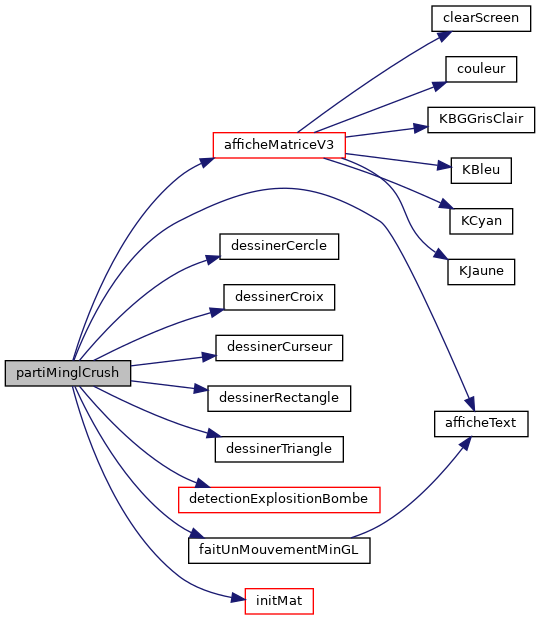 clearScreen
couleur
KBGGrisClair
afficheMatriceV3
KBleu
KCyan
dessinerCercle
KJaune
dessinerCroix
dessinerCurseur
partiMinglCrush
dessinerRectangle
afficheText
dessinerTriangle
detectionExplositionBombe
faitUnMouvementMinGL
initMat